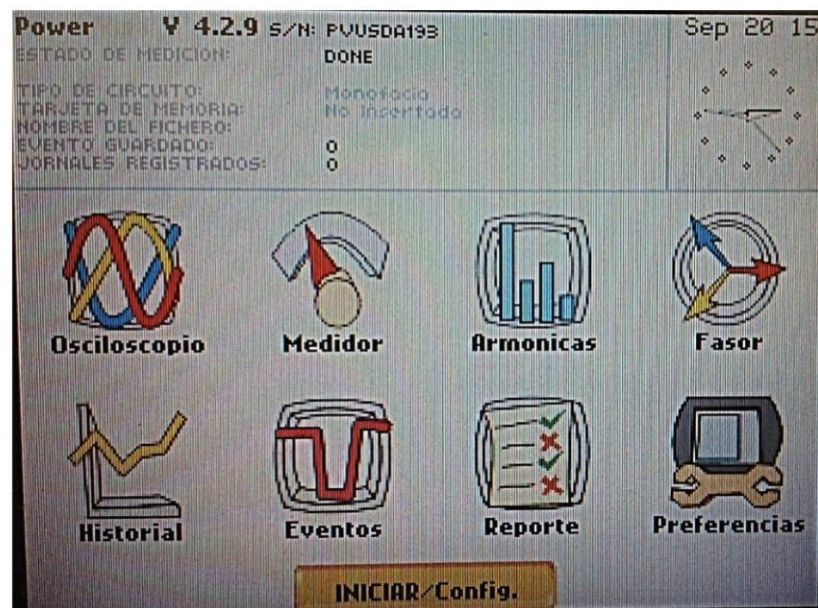 Power V 4.2.9 S/N: PVUSDA193 Sep 20 15
ESTADO DE MEDICION: DONE
TIPO DE CIRCUITO: Monofacia
TARJETA DE MEMORIA: No Insertada
NOMBRE DEL FICHERO:
EVENTO GUARDADO: 0
JORNALES REGISTRADOS: 0
Osciloscopio Medidor Armonicas Fasor
Historial Eventos Reporte Preferencias
INICIAR/Config.